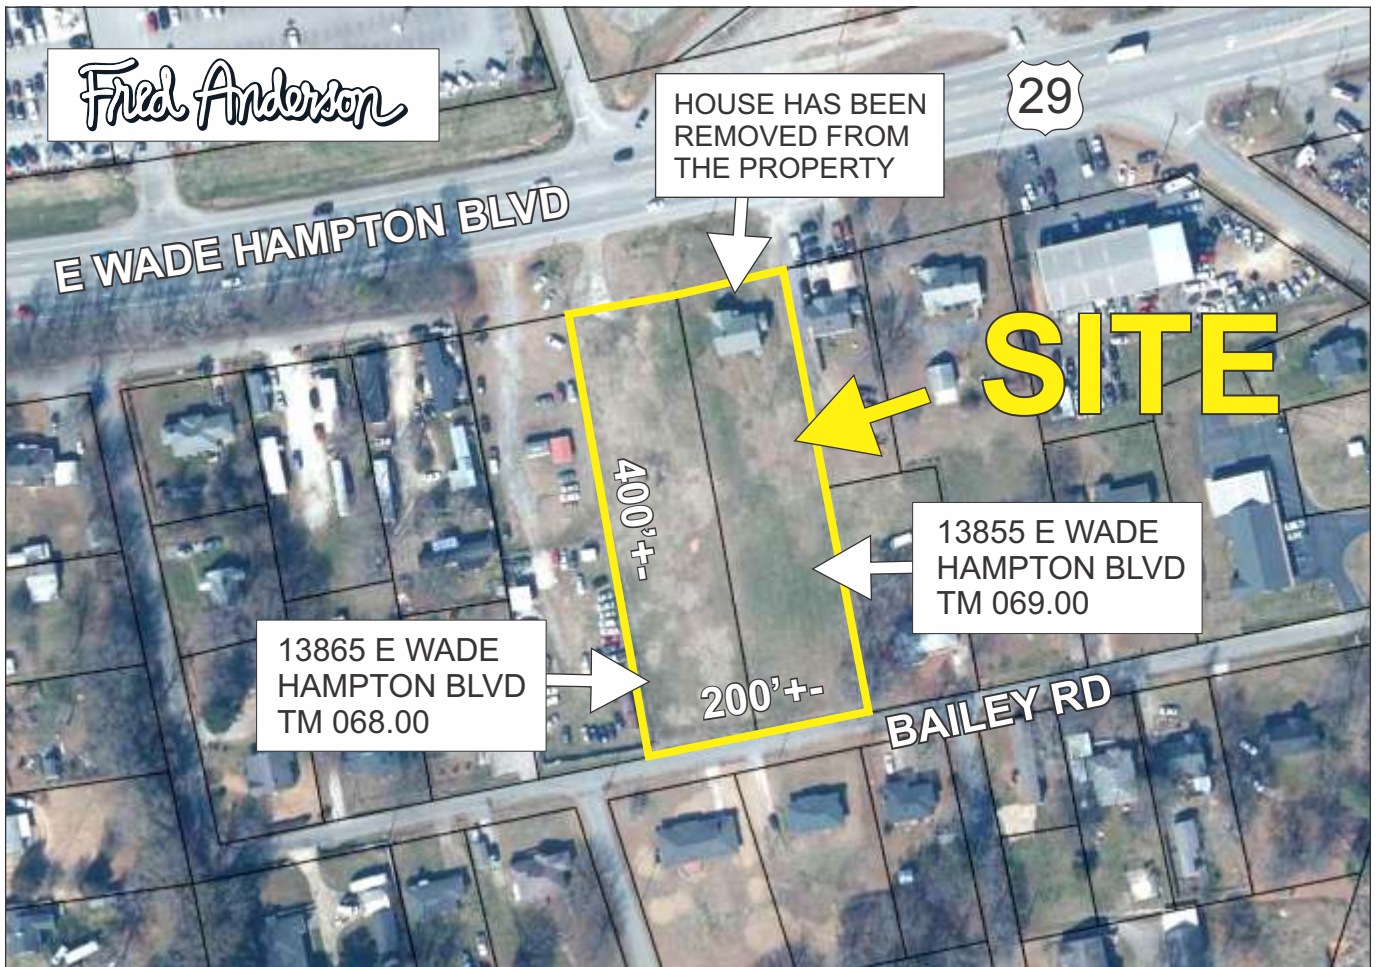 Fred Anderson
HOUSE HAS BEEN
REMOVED FROM
THE PROPERTY
29
E WADE HAMPTON BLVD
SITE
400'+-
13855 E WADE
HAMPTON BLVD
TM 069.00
13865 E WADE
HAMPTON BLVD
TM 068.00
200'+-
BAILEY RD